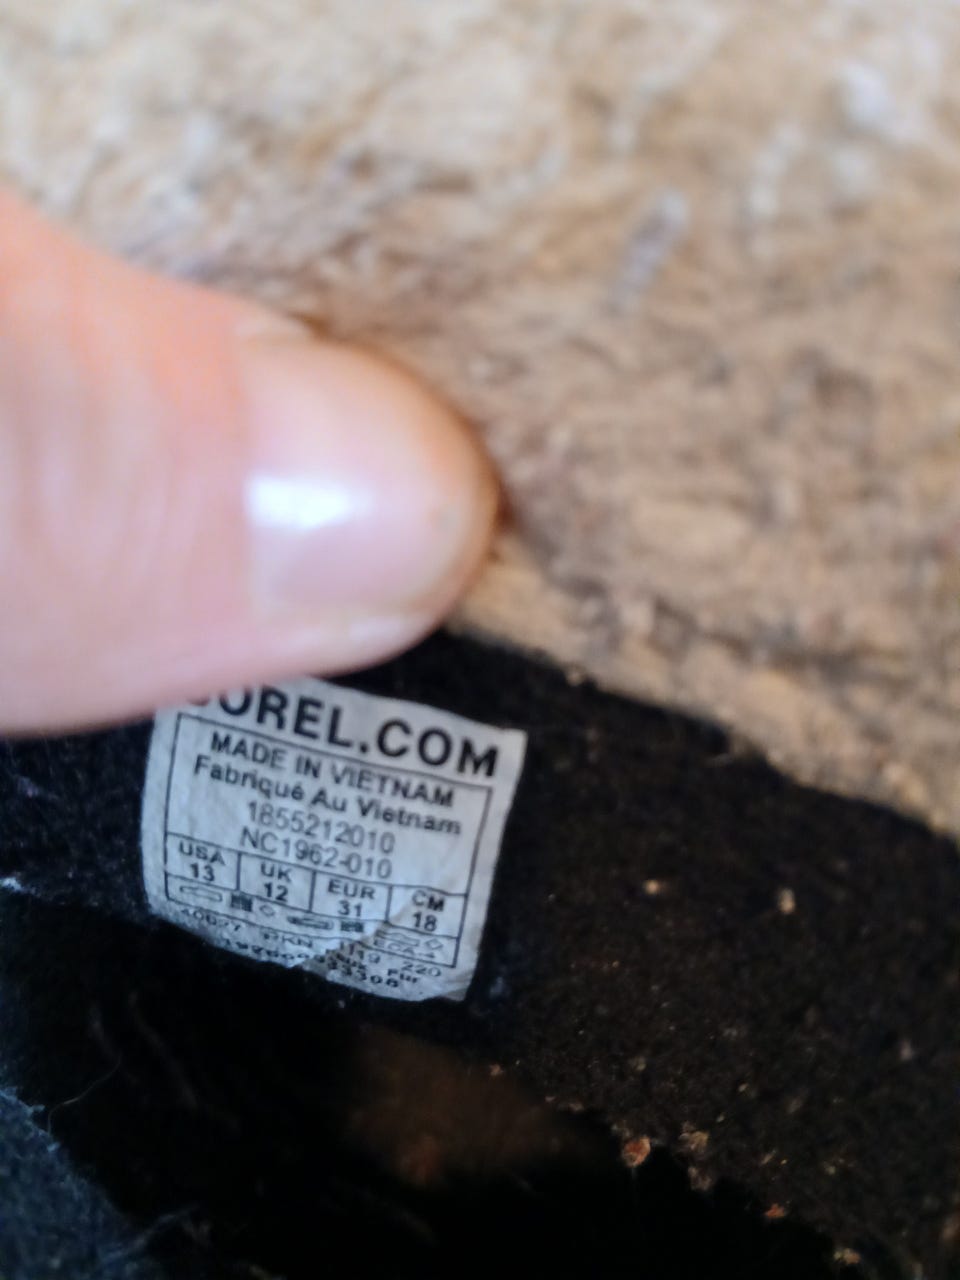 OREL.COM
MADE IN VIETNAM
Fabriqué Au Vietnam
1855212010
NC1962-010
USA UK EUR CM
13 12 31 18
220